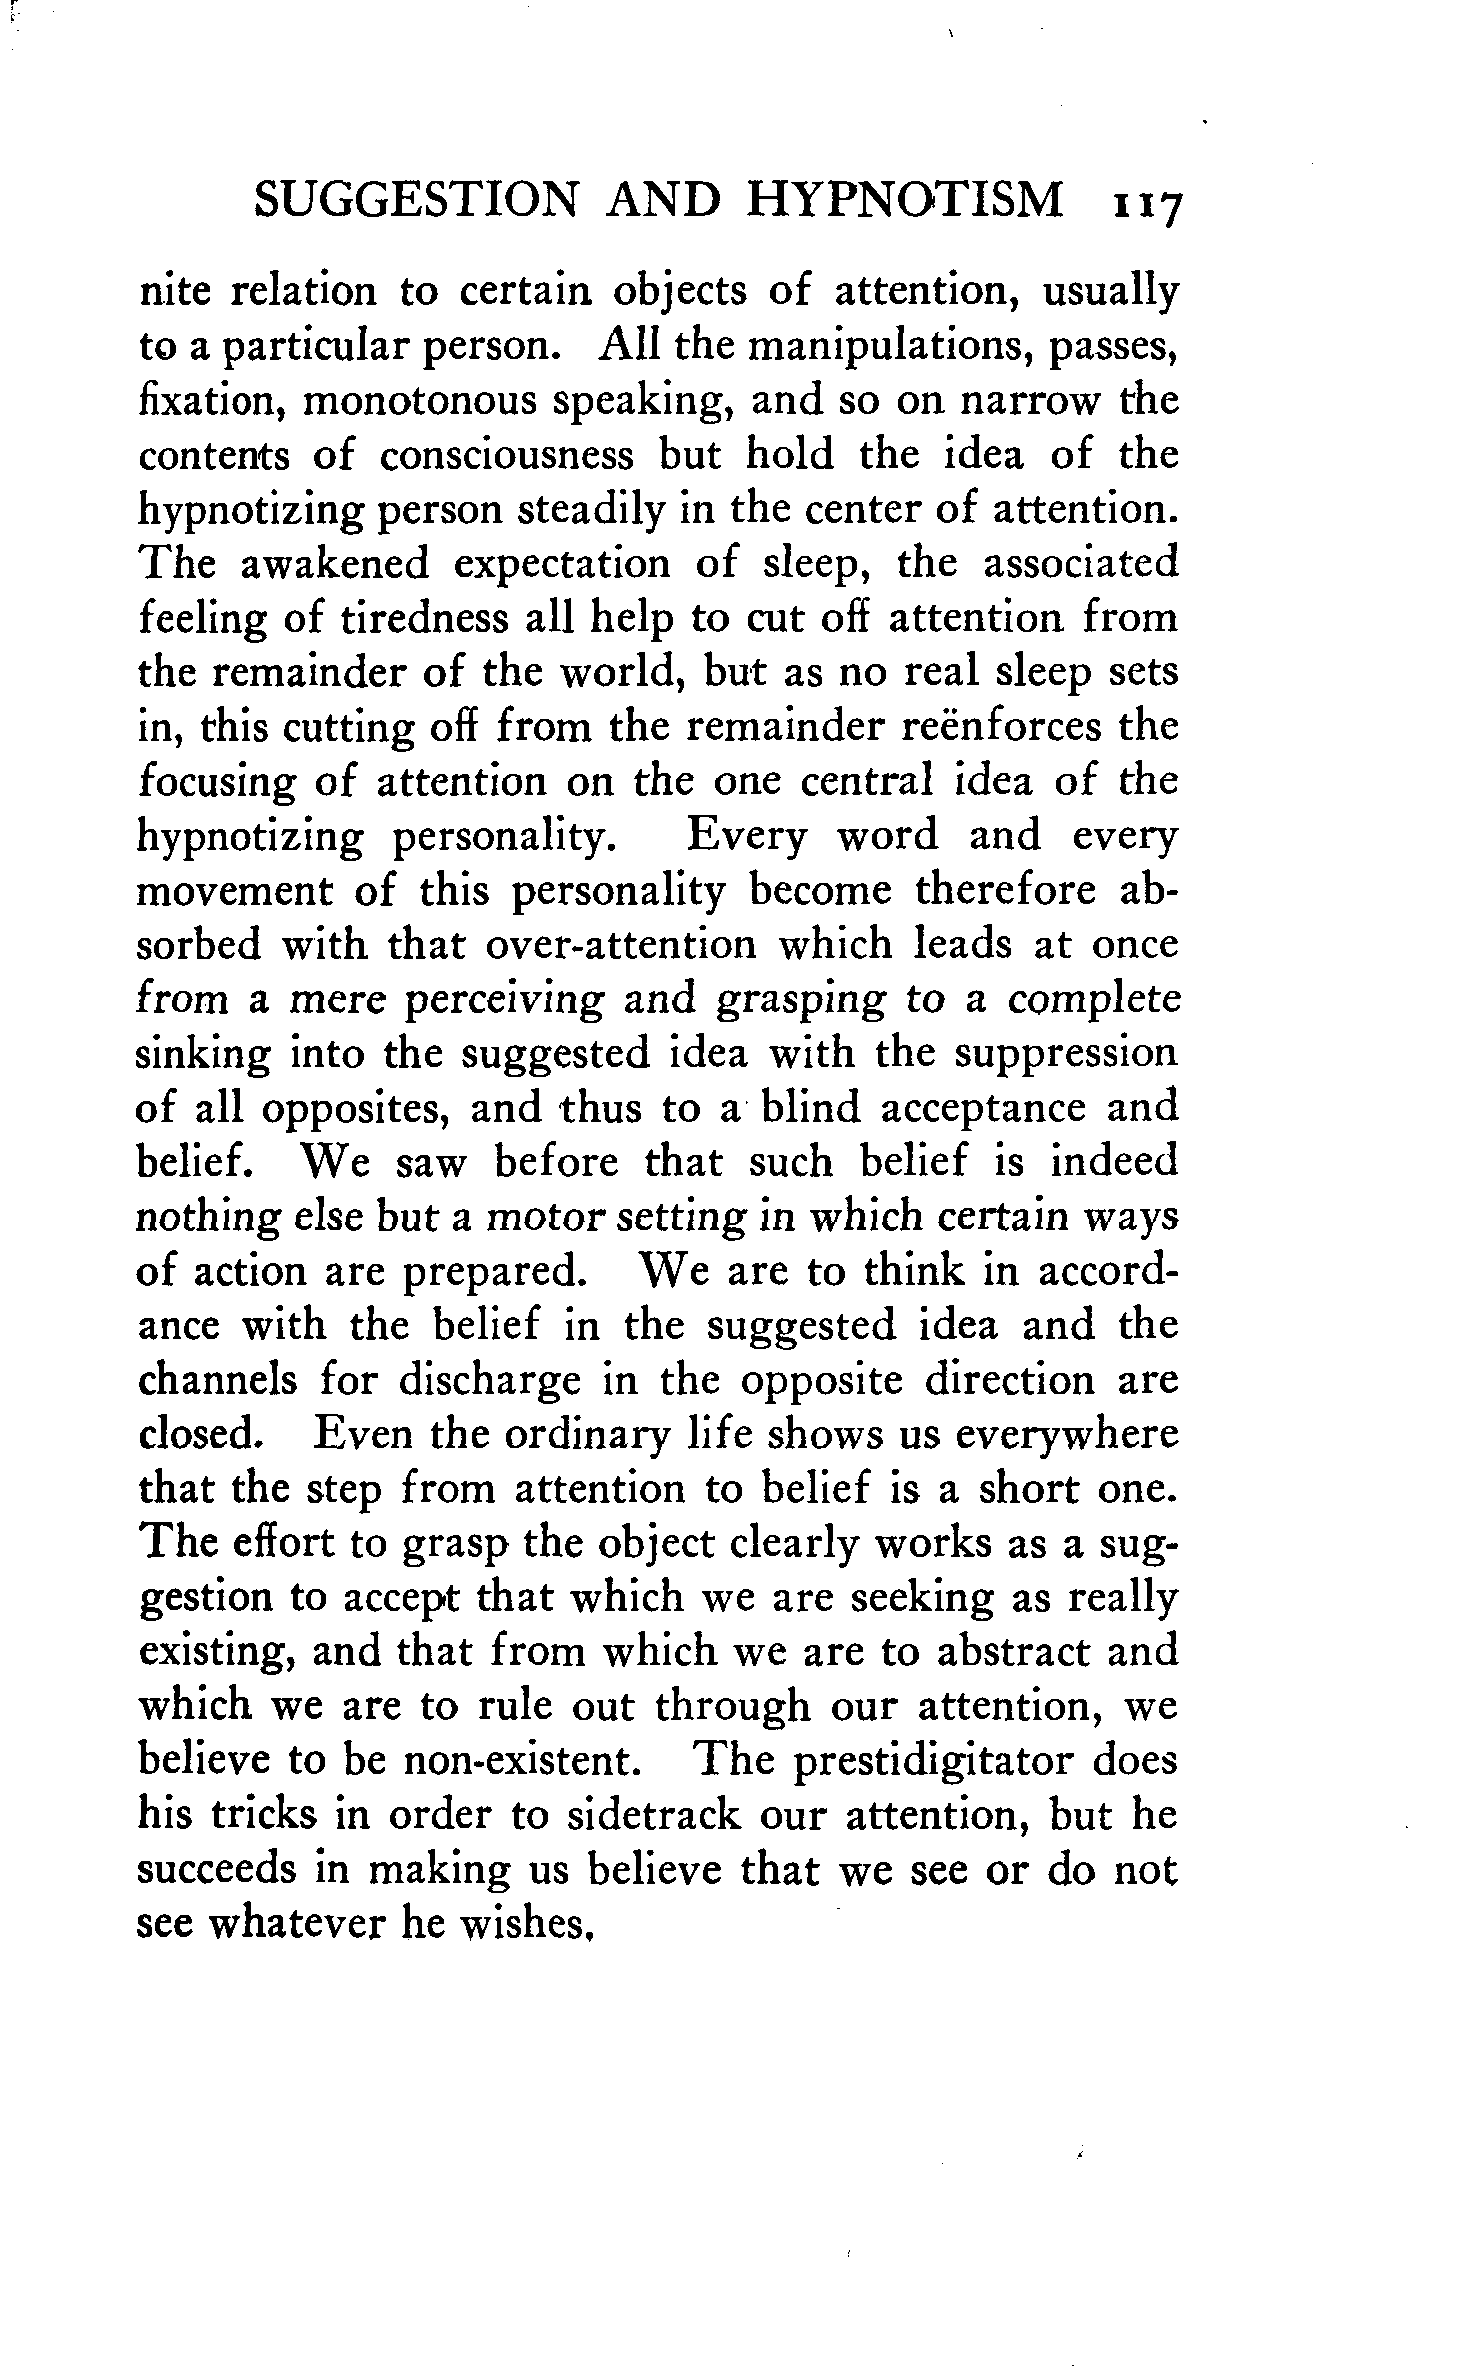 SUGGESTION AND HYPNOTISM 117
nite relation to certain objects of attention, usually
to a particular person. All the manipulations, passes,
fixation, monotonous speaking, and so on narrow the
contents of consciousness but hold the idea of the
hypnotizing person steadily in the center of attention.
The awakened expectation of sleep, the associated
feeling of tiredness all help to cut off attention from
the remainder of the world, but as no real sleep sets
in, this cutting off from the remainder reënforces the
focusing of attention on the one central idea of the
hypnotizing personality. Every word and every
movement of this personality become therefore ab-
sorbed with that over-attention which leads at once
from a mere perceiving and grasping to a complete
sinking into the suggested idea with the suppression
of all opposites, and thus to a blind acceptance and
belief. We saw before that such belief is indeed
nothing else but a motor setting in which certain ways
of action are prepared. We are to think in accord-
ance with the belief in the suggested idea and the
channels for discharge in the opposite direction are
closed. Even the ordinary life shows us everywhere
that the step from attention to belief is a short one.
The effort to grasp the object clearly works as a sug-
gestion to accept that which we are seeking as really
existing, and that from which we are to abstract and
which we are to rule out through our attention, we
believe to be non-existent. The prestidigitator does
his tricks in order to sidetrack our attention, but he
succeeds in making us believe that we see or do not
see whatever he wishes.